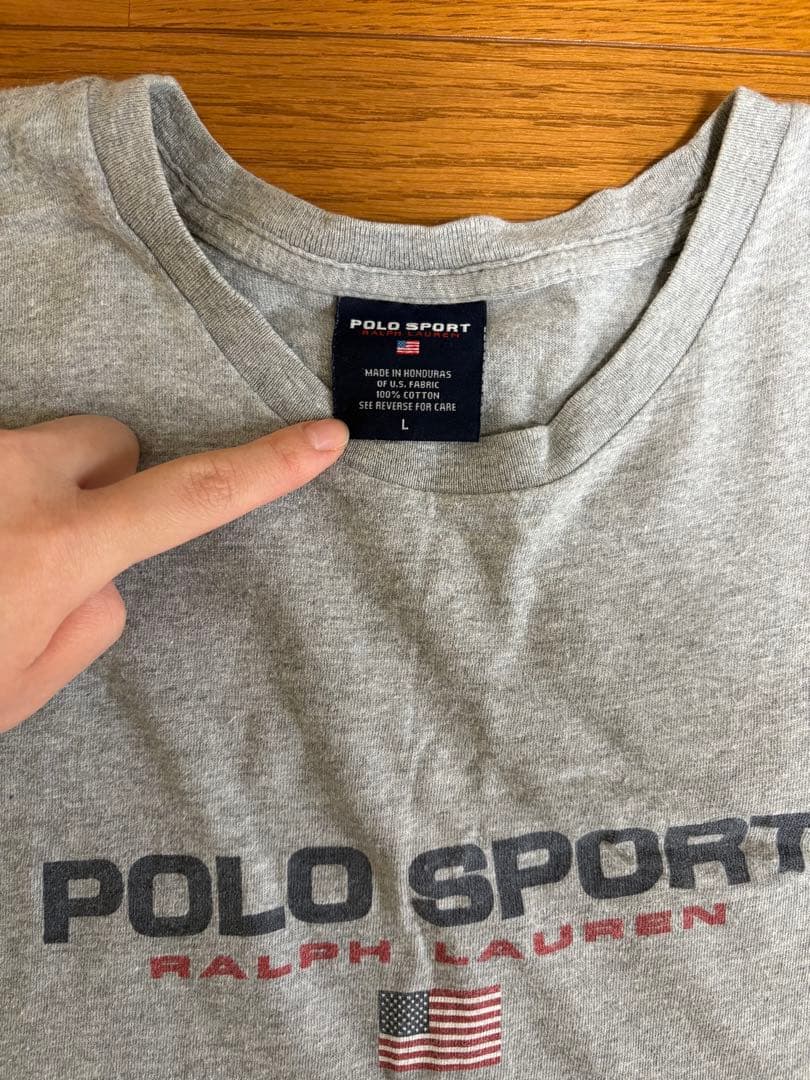 POLO SPORT
RALPH LAUREN
MADE IN HONDURAS
OF U.S. FABRIC
100% COTTON
SEE REVERSE FOR CARE
L
POLO SPORT
RALPH LAUREN